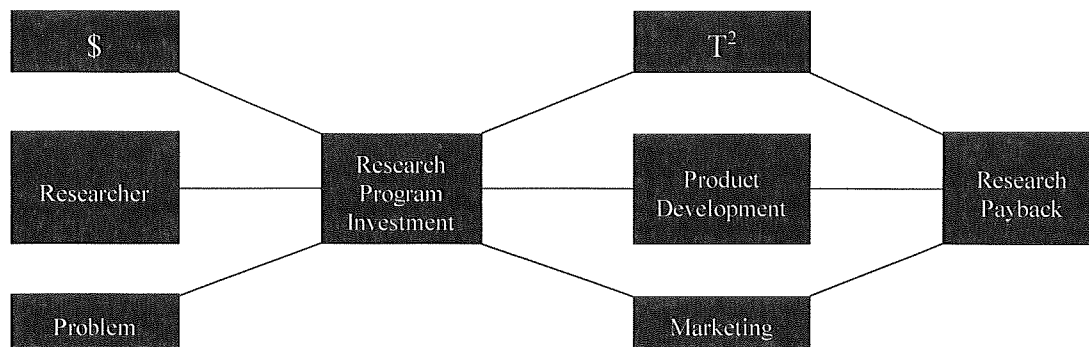 $
T²
Researcher
Research
Program
Investment
Product
Development
Research
Payback
Problem
Marketing